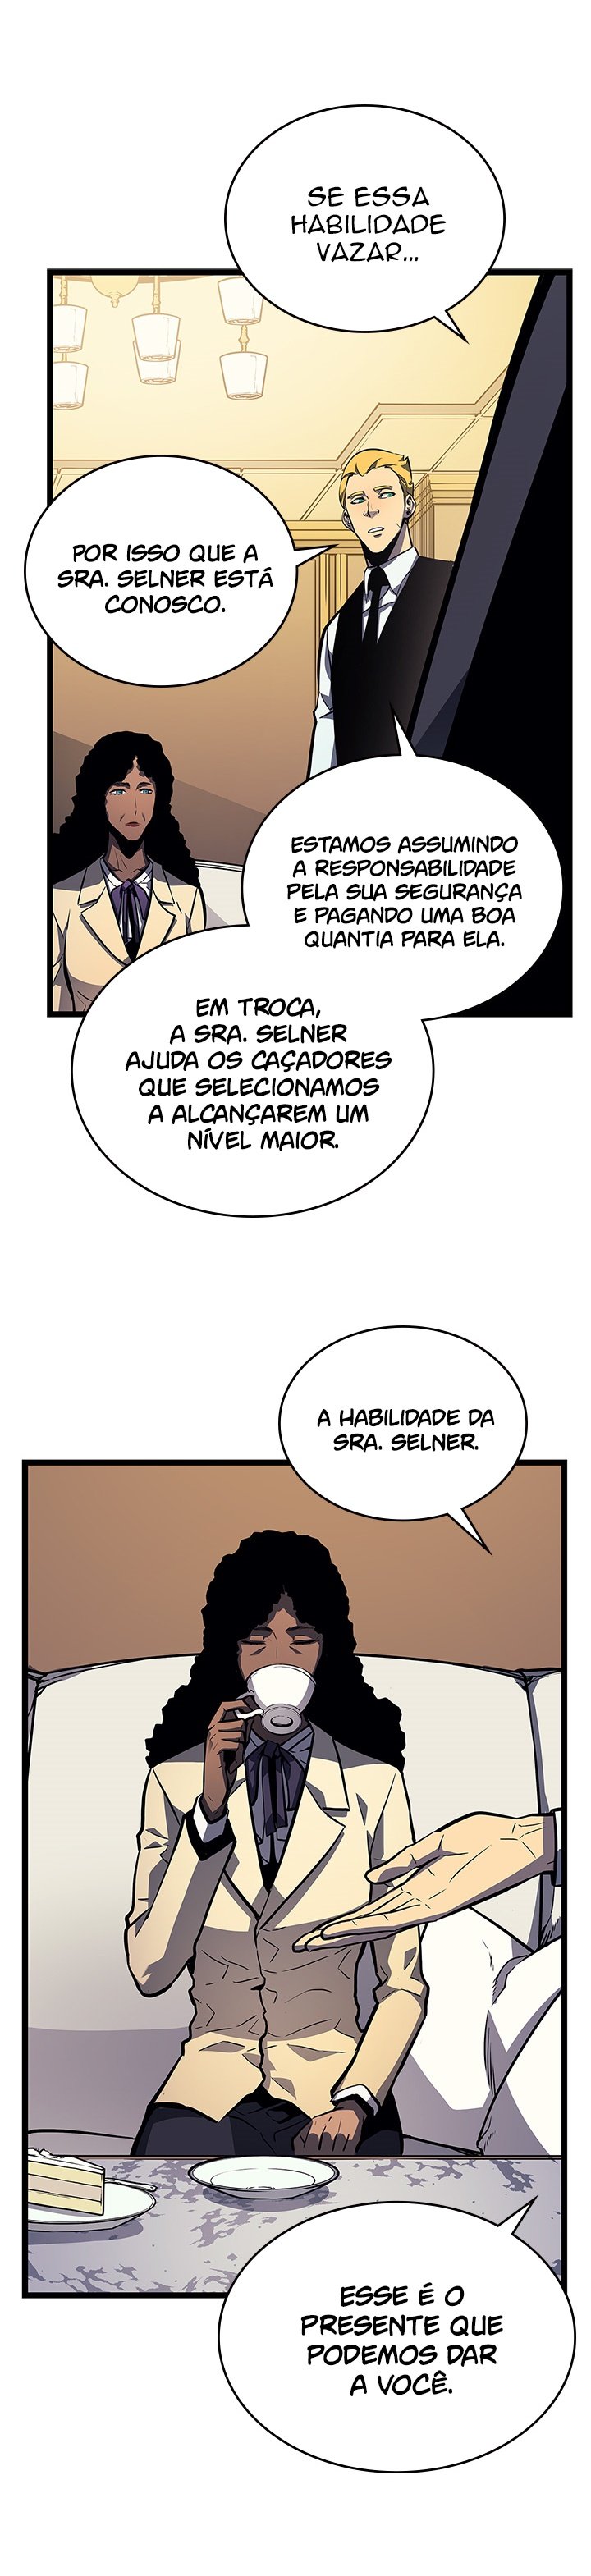 SE ESSA
HABILIDADE
VAZAR...
POR ISSO QUE A
SRA. SELNER ESTÁ
CONOSCO.
ESTAMOS ASSUMINDO
A RESPONSABILIDADE
PELA SUA SEGURANÇA
E PAGANDO UMA BOA
QUANTIA PARA ELA.
EM TROCA,
A SRA. SELNER
AJUDA OS CAÇADORES
QUE SELECIONAMOS
A ALCANÇAREM UM
NÍVEL MAIOR.
A HABILIDADE DA
SRA. SELNER.
ESSE É O
PRESENTE QUE
PODEMOS DAR
A VOCÊ.